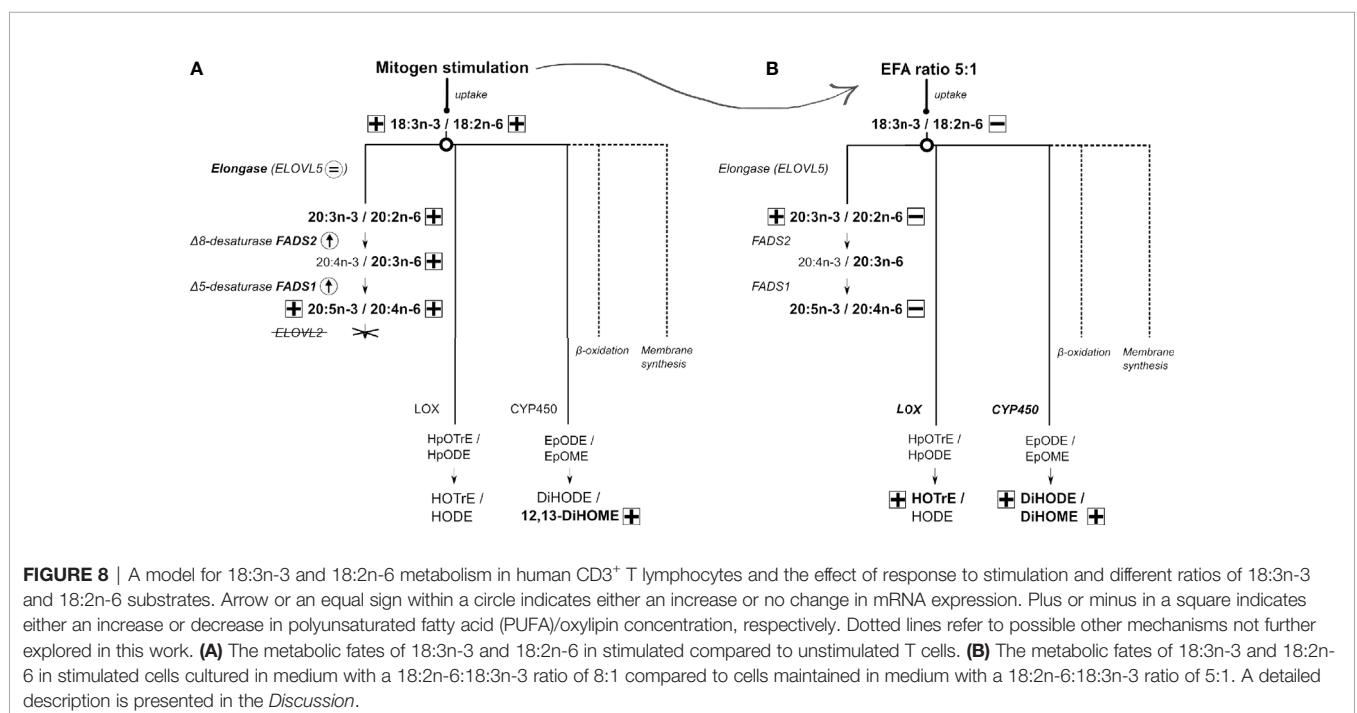 A
Mitogen stimulation
uptake
+ 18:3n-3 / 18:2n-6 +
Elongase (ELOVL5 = )
20:3n-3 / 20:2n-6 +
Δ8-desaturase FADS2 ↑
20:4n-3 / 20:3n-6 +
Δ5-desaturase FADS1 ↑
+ 20:5n-3 / 20:4n-6 +
ELOVL2
β-oxidation
Membrane
synthesis
LOX
CYP450
HpOTrE /
HpODE
EpODE /
EpOME
HOTrE /
HODE
DiHODE /
12,13-DiHOME +
B
EFA ratio 5:1
uptake
18:3n-3 / 18:2n-6 −
Elongase (ELOVL5)
+ 20:3n-3 / 20:2n-6 −
FADS2
20:4n-3 / 20:3n-6
FADS1
20:5n-3 / 20:4n-6 −
β-oxidation
Membrane
synthesis
LOX
CYP450
HpOTrE /
HpODE
EpODE /
EpOME
+ HOTrE /
HODE
+ DiHODE /
DiHOME +
FIGURE 8 | A model for 18:3n-3 and 18:2n-6 metabolism in human CD3+ T lymphocytes and the effect of response to stimulation and different ratios of 18:3n-3
and 18:2n-6 substrates. Arrow or an equal sign within a circle indicates either an increase or no change in mRNA expression. Plus or minus in a square indicates
either an increase or decrease in polyunsaturated fatty acid (PUFA)/oxylipin concentration, respectively. Dotted lines refer to possible other mechanisms not further
explored in this work. (A) The metabolic fates of 18:3n-3 and 18:2n-6 in stimulated compared to unstimulated T cells. (B) The metabolic fates of 18:3n-3 and 18:2n-
6 in stimulated cells cultured in medium with a 18:2n-6:18:3n-3 ratio of 8:1 compared to cells maintained in medium with a 18:2n-6:18:3n-3 ratio of 5:1. A detailed
description is presented in the Discussion.